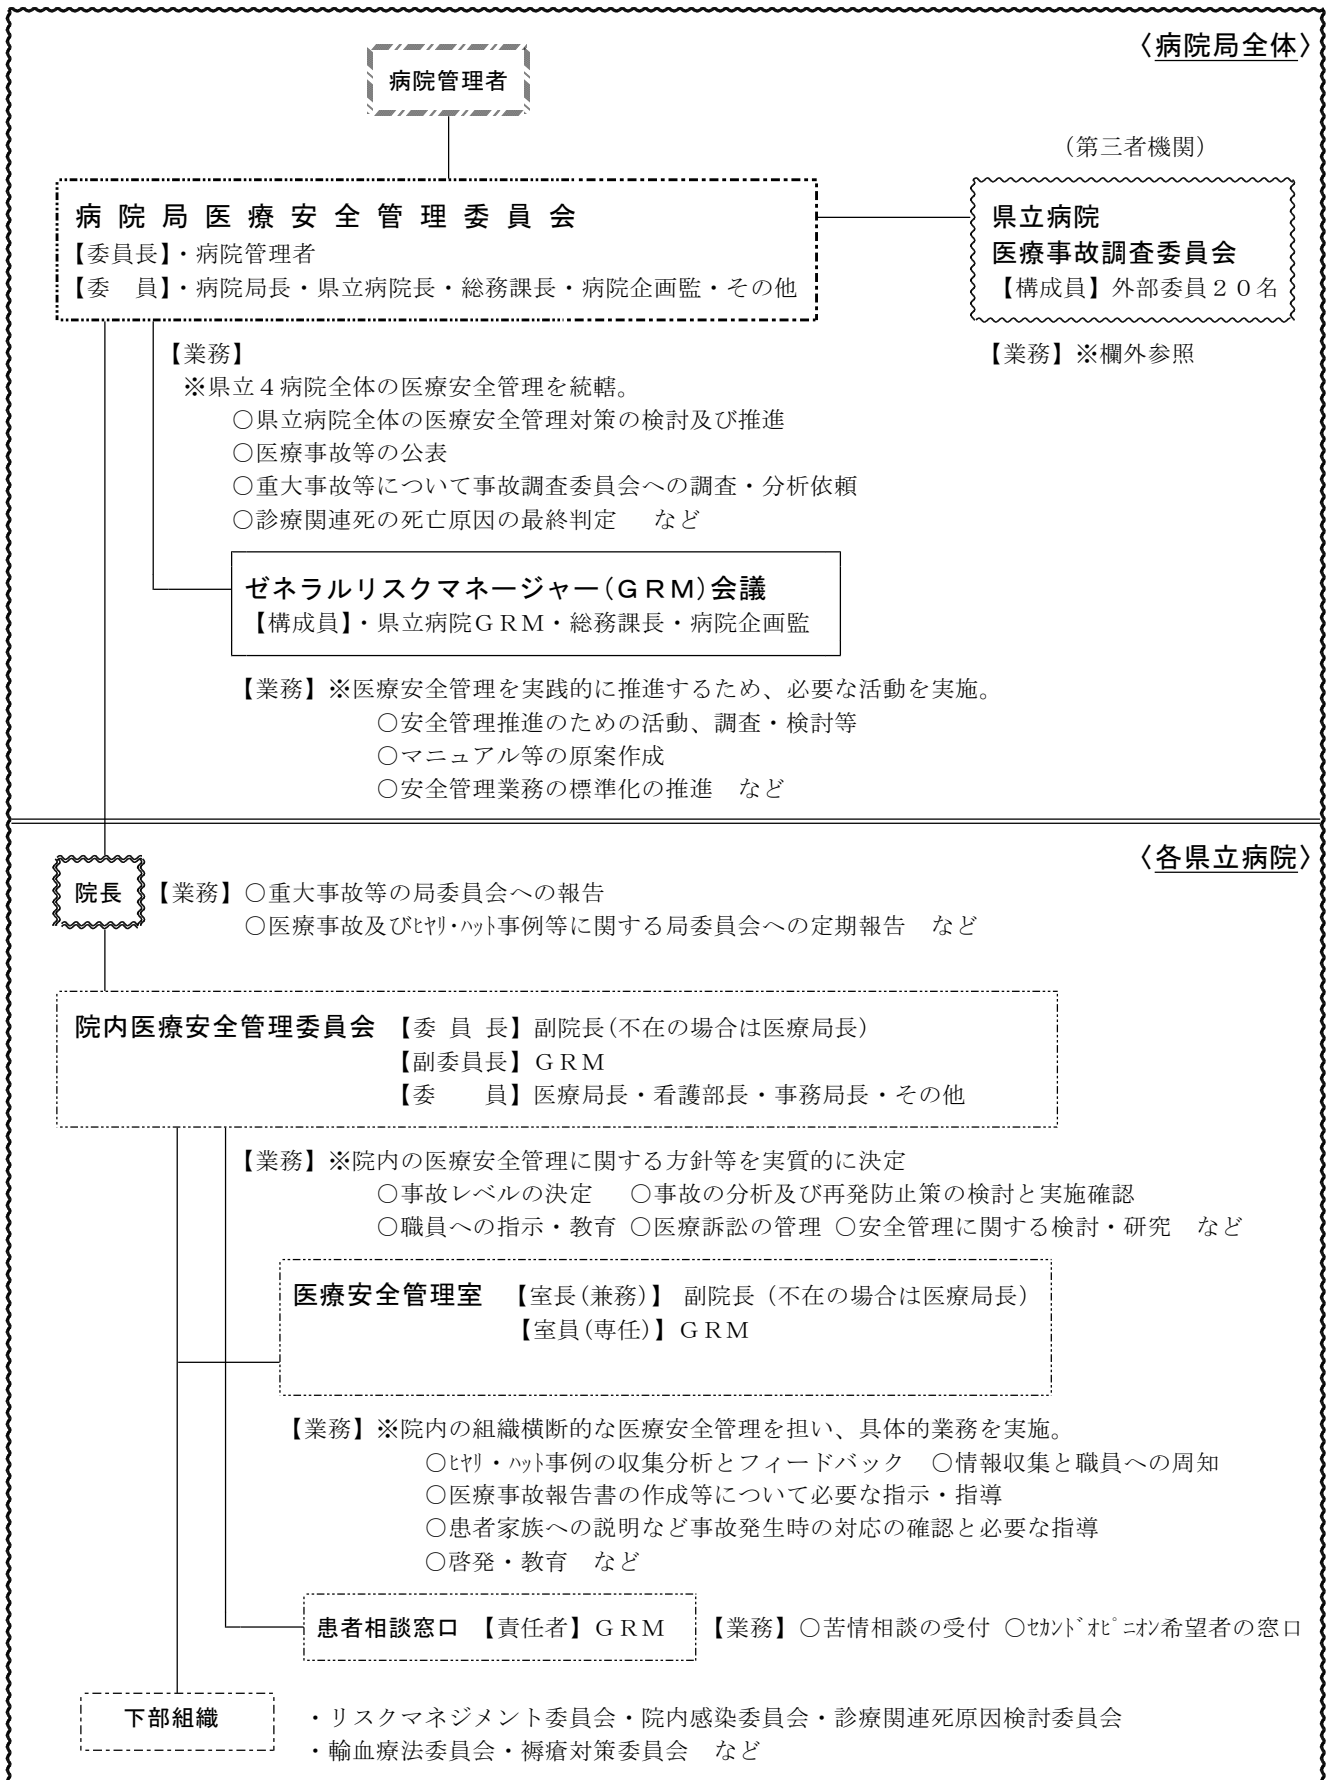 〈病院局全体〉
病院管理者
(第三者機関)
病院局医療安全管理委員会
【委員長】・病院管理者
【委　員】・病院局長・県立病院長・総務課長・病院企画監・その他
県立病院
医療事故調査委員会
【構成員】外部委員２０名
【業務】※欄外参照
【業務】
※県立４病院全体の医療安全管理を統轄。
○県立病院全体の医療安全管理対策の検討及び推進
○医療事故等の公表
○重大事故等について事故調査委員会への調査・分析依頼
○診療関連死の死亡原因の最終判定　など
ゼネラルリスクマネージャー(ＧＲＭ)会議
【構成員】・県立病院ＧＲＭ・総務課長・病院企画監
【業務】※医療安全管理を実践的に推進するため、必要な活動を実施。
○安全管理推進のための活動、調査・検討等
○マニュアル等の原案作成
○安全管理業務の標準化の推進　など
〈各県立病院〉
院長 【業務】○重大事故等の局委員会への報告
○医療事故及びﾋﾔﾘ・ﾊｯﾄ事例等に関する局委員会への定期報告　など
院内医療安全管理委員会 【委員長】副院長(不在の場合は医療局長)
【副委員長】ＧＲＭ
【委　員】医療局長・看護部長・事務局長・その他
【業務】※院内の医療安全管理に関する方針等を実質的に決定
○事故レベルの決定　○事故の分析及び再発防止策の検討と実施確認
○職員への指示・教育 ○医療訴訟の管理 ○安全管理に関する検討・研究　など
医療安全管理室　【室長(兼務)】 副院長 (不在の場合は医療局長)
【室員(専任)】ＧＲＭ
【業務】※院内の組織横断的な医療安全管理を担い、具体的業務を実施。
○ﾋﾔﾘ・ﾊｯﾄ事例の収集分析とフィードバック　○情報収集と職員への周知
○医療事故報告書の作成等について必要な指示・指導
○患者家族への説明など事故発生時の対応の確認と必要な指導
○啓発・教育　など
患者相談窓口 【責任者】ＧＲＭ 【業務】○苦情相談の受付 ○ｾｶﾝﾄﾞｵﾋﾟﾆｵﾝ希望者の窓口
下部組織 ・リスクマネジメント委員会・院内感染委員会・診療関連死原因検討委員会
・輸血療法委員会・褥瘡対策委員会　など